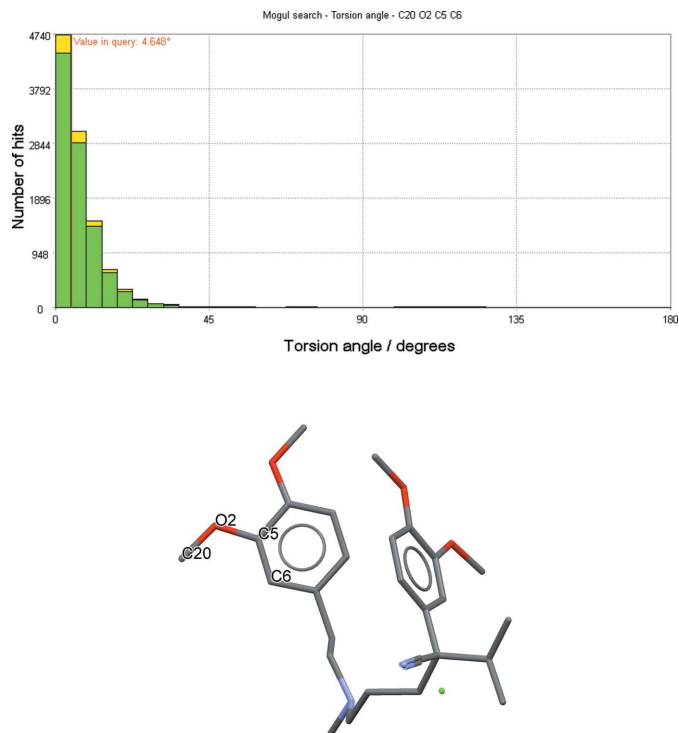 Mogul search - Torsion angle - C20 O2 C5 C6
Value in query: 4.648°
Number of hits
4740
3792
2844
1896
948
0
0 45 90 135 180
Torsion angle / degrees
O2
C5
C20
C6